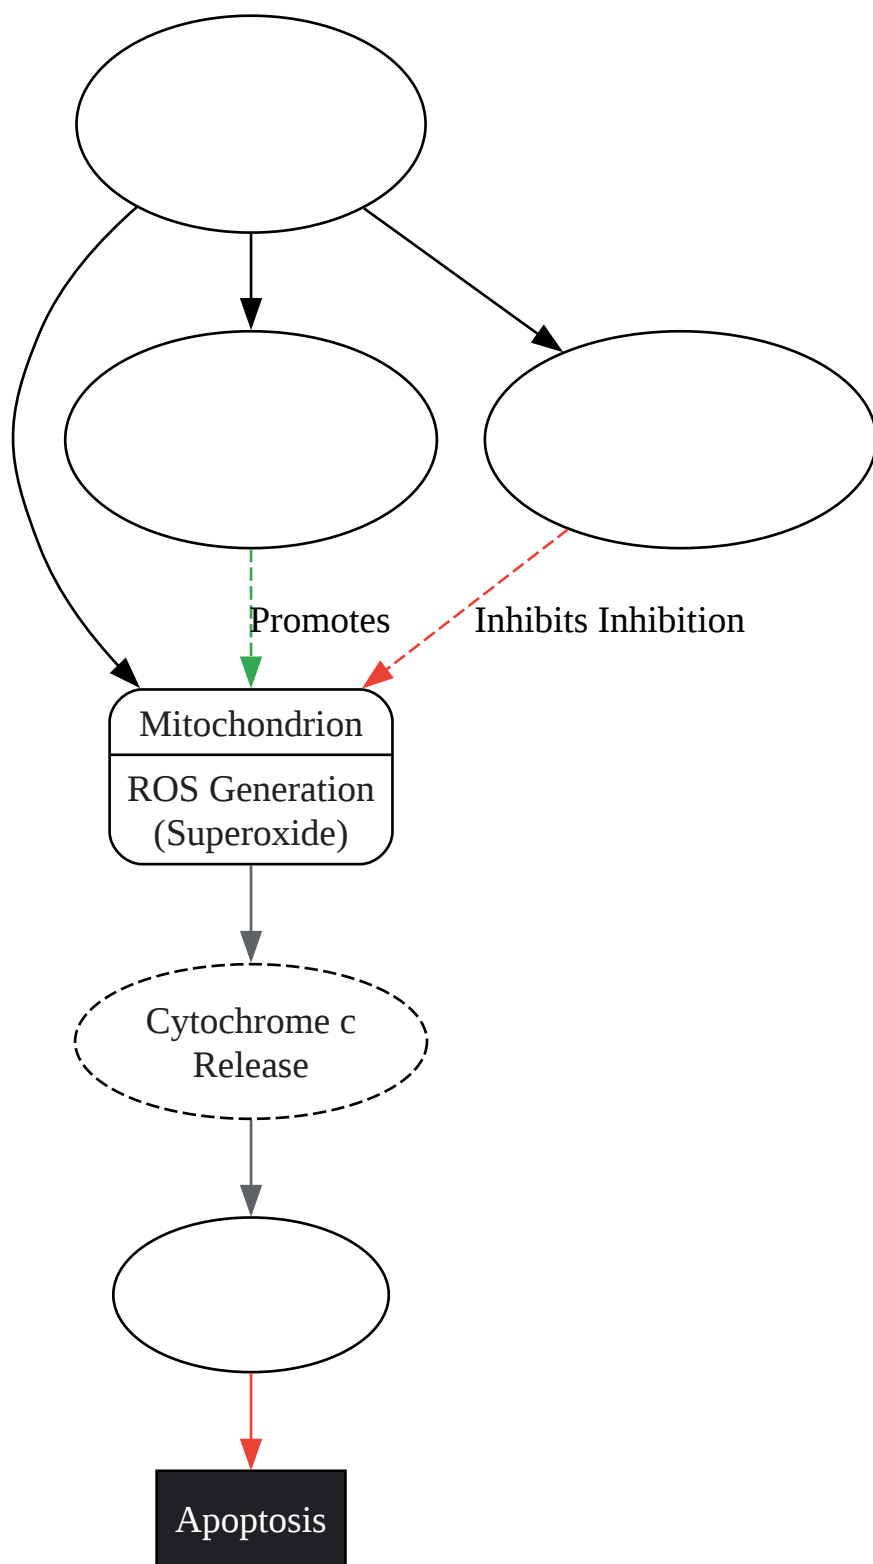 Promotes
Inhibits Inhibition
Mitochondrion
ROS Generation
(Superoxide)
Cytochrome c
Release
Apoptosis